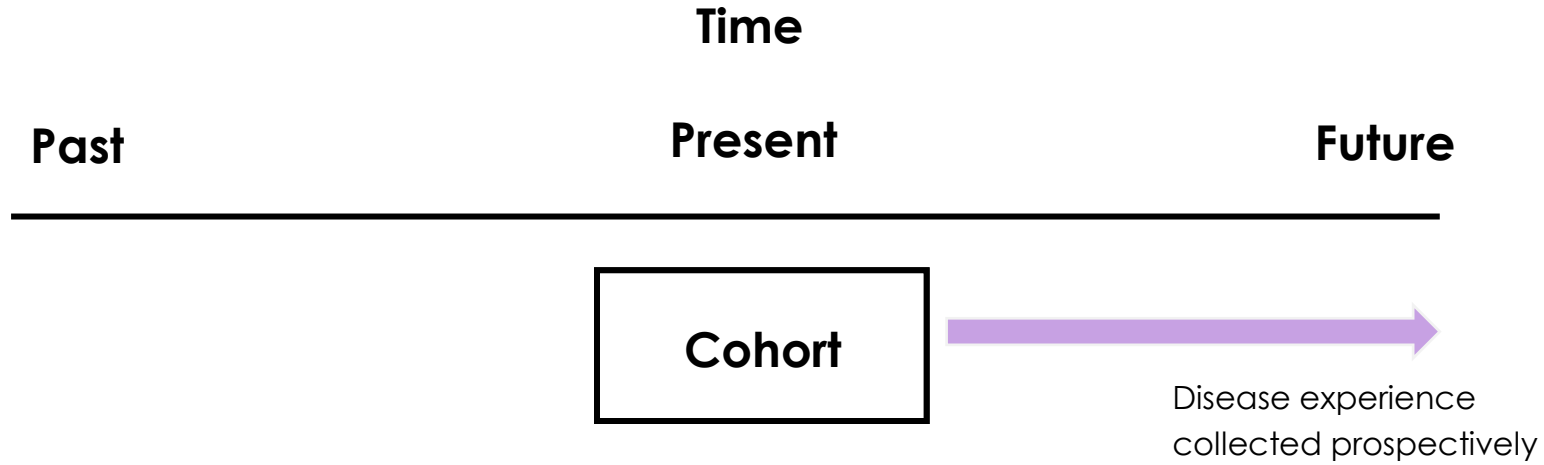 Time
Past Present Future
Cohort
Disease experience
collected prospectively